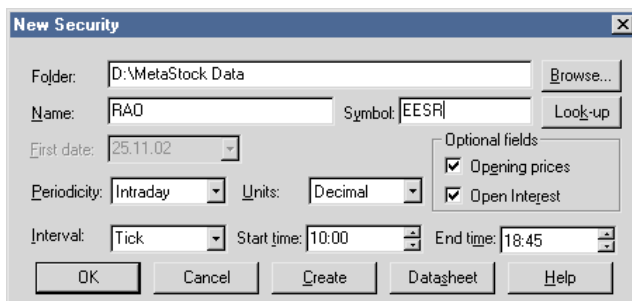 New Security
Folder: D:\MetaStock Data Browse...
Name: RAO Symbol: EESR Look-up
First date: 25.11.02 Optional fields
Opening prices
Periodicity: Intraday Units: Decimal Open Interest
Interval: Tick Start time: 10:00 End time: 18:45
OK Cancel Create Datasheet Help